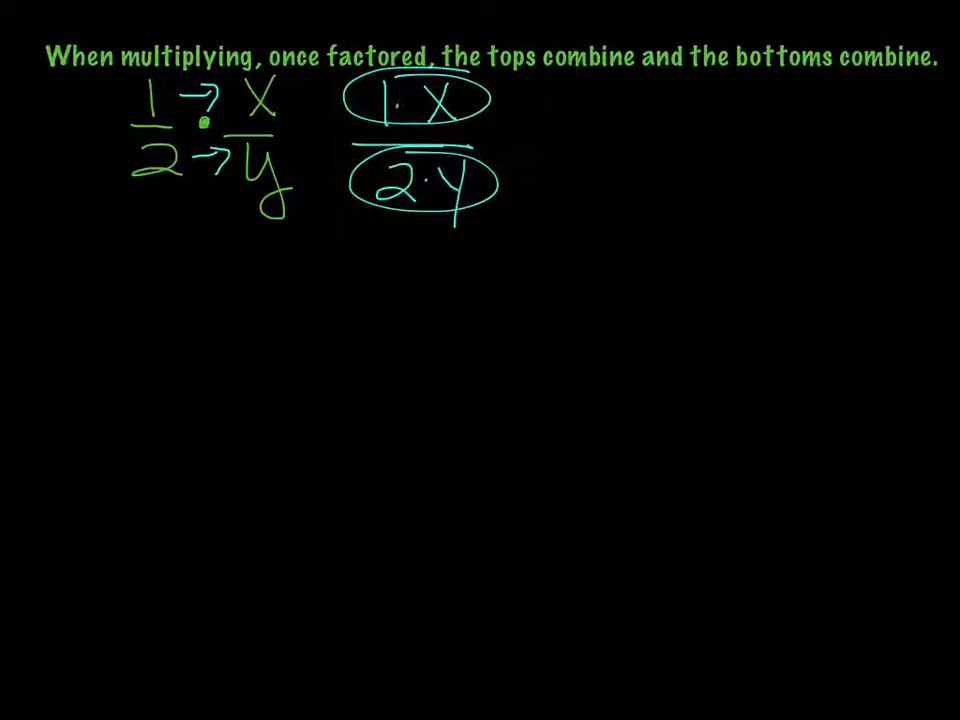 When multiplying, once factored, the tops combine and the bottoms combine.
1 → x 1 · x
2 → y 2 · y